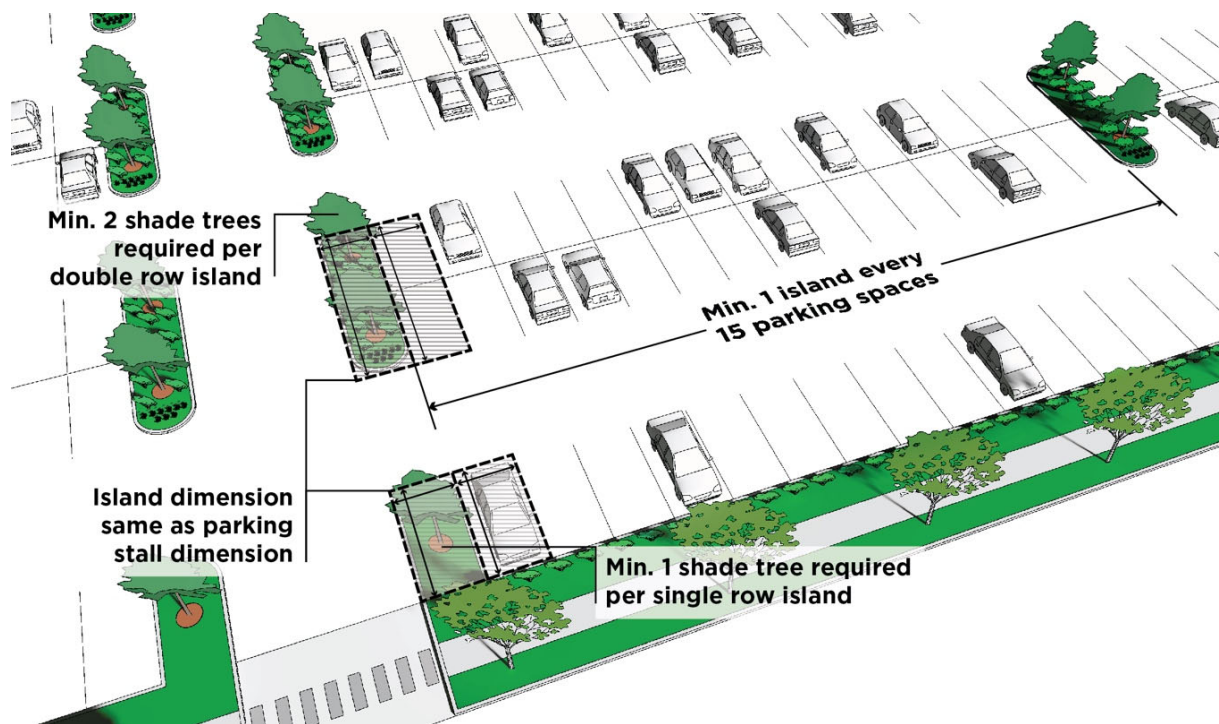 Min. 2 shade trees
required per
double row island
Min. 1 island every
15 parking spaces
Island dimension
same as parking
stall dimension
Min. 1 shade tree required
per single row island